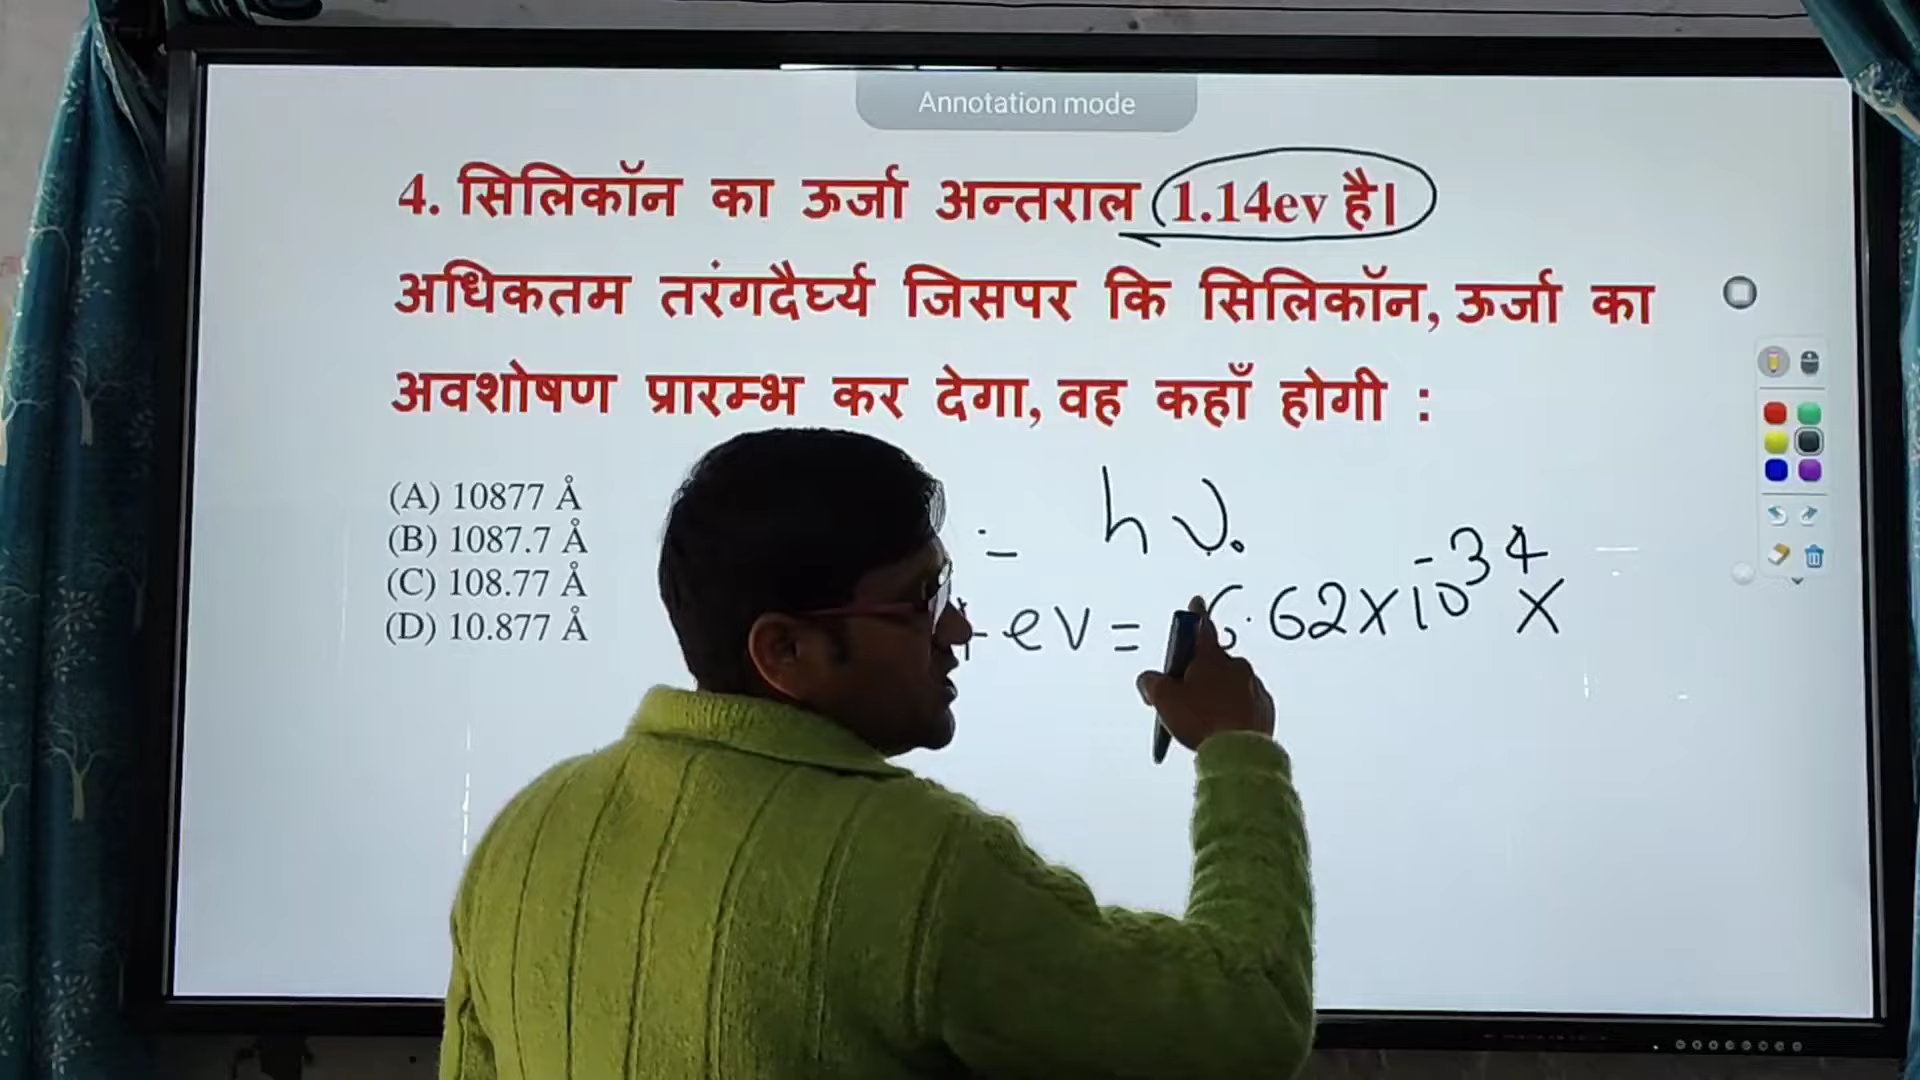 Annotation mode
4. सिलिकॉन का ऊर्जा अन्तराल 1.14ev है।
अधिकतम तरंगदैर्घ्य जिसपर कि सिलिकॉन, ऊर्जा का
अवशोषण प्रारम्भ कर देगा, वह कहाँ होगी :
(A) 10877 Å
(B) 1087.7 Å
(C) 108.77 Å
(D) 10.877 Å
= hν.
ev = 6.62x10⁻³⁴ x